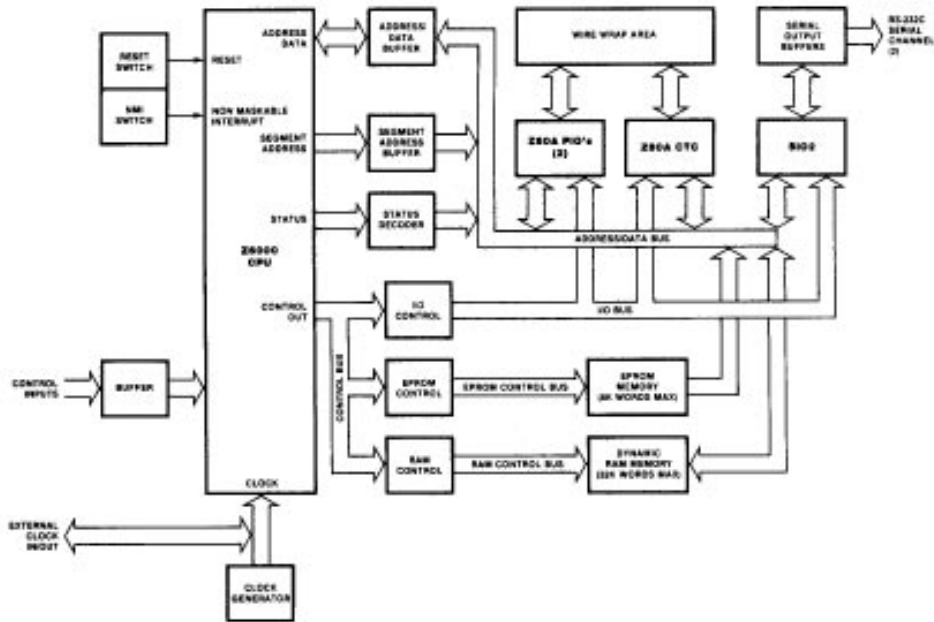 RESET
SWITCH
NMI
SWITCH
ADDRESS
DATA
RESET
NON MASKABLE
INTERRUPT
SEGMENT
ADDRESS
STATUS
Z8000
CPU
CONTROL
OUT
CLOCK
ADDRESS/
DATA
BUFFER
SEGMENT
ADDRESS
BUFFER
STATUS
DECODER
WIRE WRAP AREA
SERIAL
OUTPUT
BUFFERS
RS-232C
SERIAL
CHANNEL
(2)
Z80A PIO's
(2)
Z80A CTC
ADDRESS/DATA BUS
I/O
CONTROL
I/O BUS
CONTROL BUS
CONTROL
INPUTS
BUFFER
EPROM
CONTROL
EPROM CONTROL BUS
EPROM
MEMORY
WORDS MAX)
RAM
CONTROL
RAM CONTROL BUS
DYNAMIC
RAM MEMORY
WORDS MAX)
EXTERNAL
CLOCK
IN/OUT
CLOCK
GENERATOR